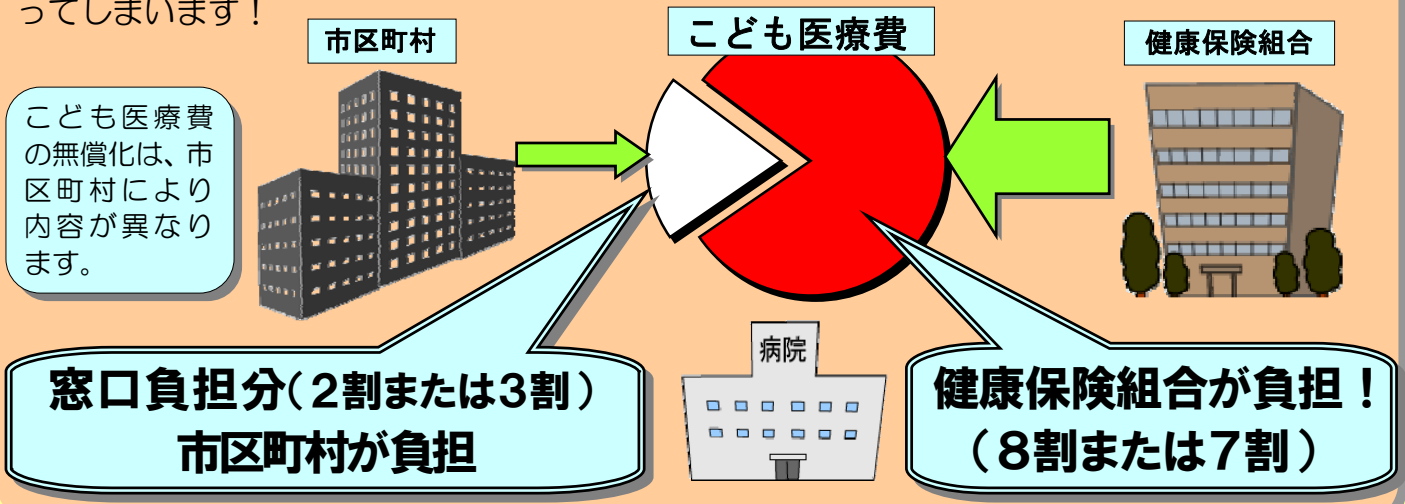 ってしまいます！
市区町村
こども医療費
健康保険組合
こども医療費
の無償化は、市
区町村により
内容が異なり
ます。
病院
窓口負担分（２割または３割）
市区町村が負担
健康保険組合が負担！
（８割または７割）